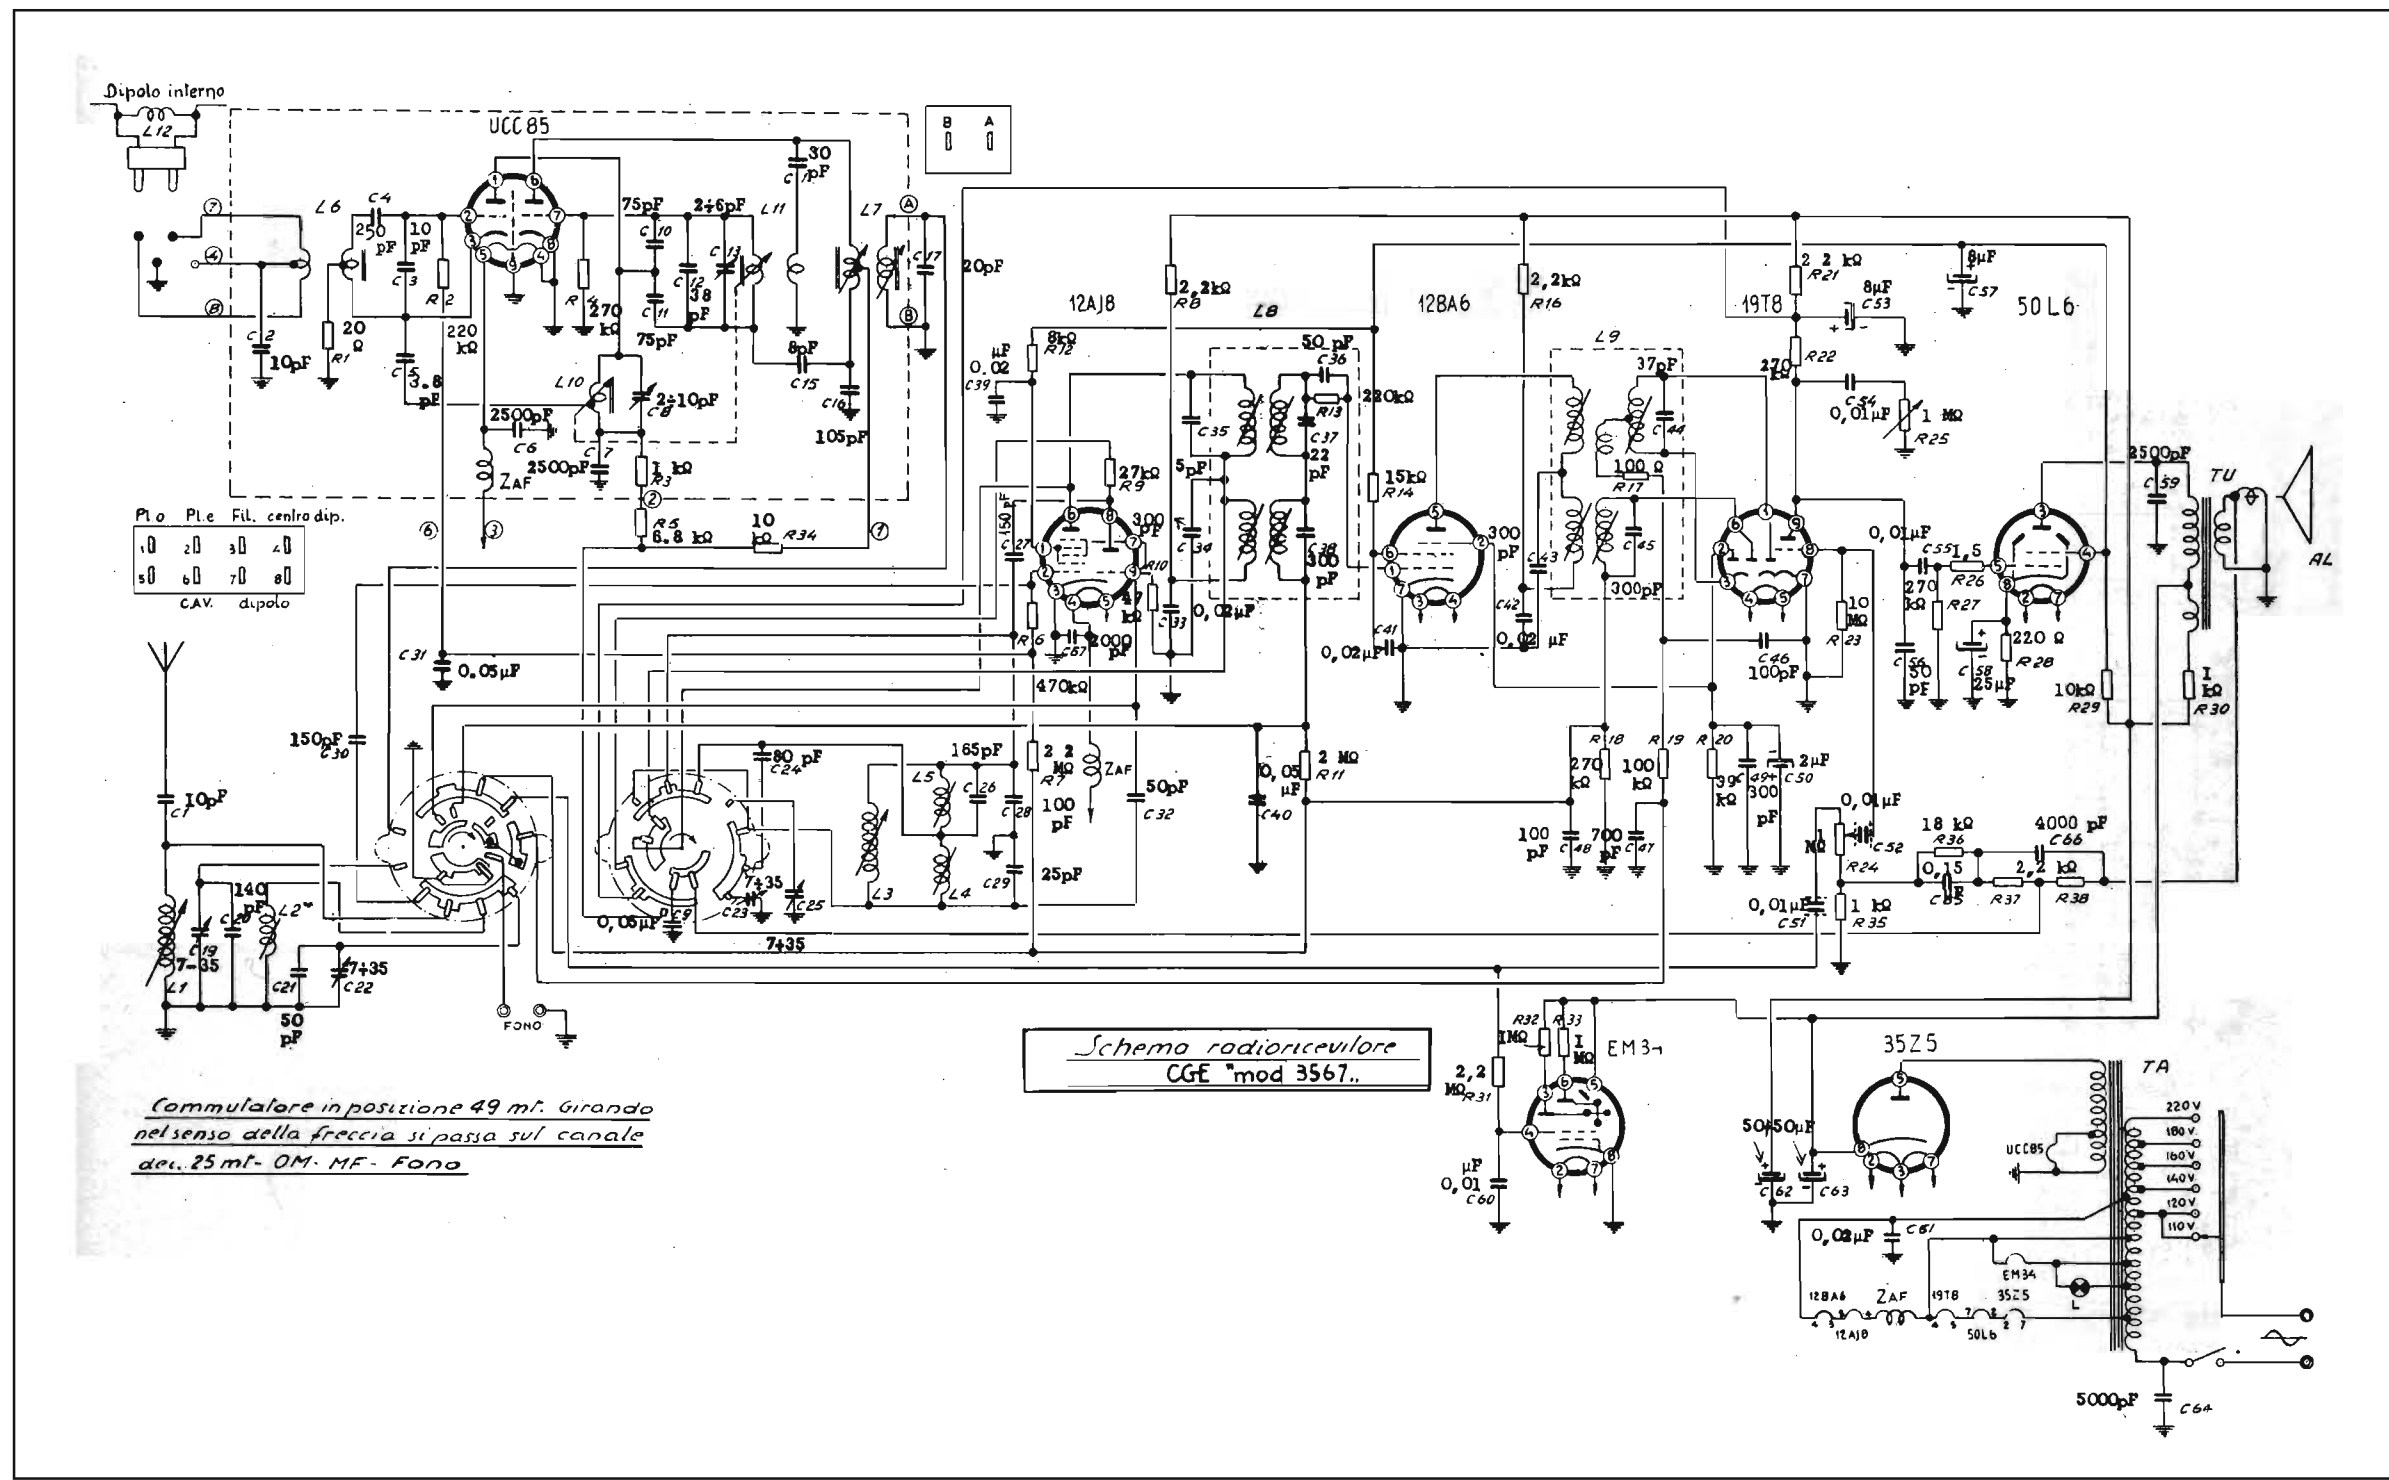 Dipolo interno
L12
UCC85
B A
7
4
8
L6
C4
250
pF
10
pF
C3
R2
220
kΩ
C2
10pF
20
Ω
R1
C5
3.8
pF
2500pF
C6
ZAF
C7
2500pF
1 kΩ
R3
2
R5
6.8 kΩ
10
kΩ
R34
R4
270
kΩ
75pF
C10
C11
75pF
C12
38
pF
2÷6pF
C13
L11
30
pF
L7
A
B
C17
20pF
8pF
C15
C16
105pF
L10
C8
2÷10pF
6
3
1
Pl.o Pl.e Fil. centro dip.
1 2 3 4
5 6 7 8
C.AV. dipolo
C31
0.05µF
150pF
C30
C1
10pF
140
pF
C20
L2
C19
7-35
L1
C21
50
pF
7÷35
C22
FONO
12AJ8
µF
0.02
C39
8kΩ
R12
2,2kΩ
R8
27kΩ
R9
150pF
C27
300
pF
R10
47
kΩ
R6
C67
2000
pF
470kΩ
C33
0,02µF
5pF
C34
C35
L8
50 pF
C36
R13
220kΩ
C37
22
pF
C38
300
pF
80 pF
C24
L5
165pF
C26
C28
2 2
MΩ
R7
100
pF
ZAF
50pF
C32
C29
25pF
L3
L4
7÷35
C23
C25
0,05µF
C9
7÷35
0,05
µF
C40
2 MΩ
R11
12BA6
15kΩ
R14
2,2kΩ
R16
300
pF
C43
C41
0,02µF
C42
0,02 µF
L9
37pF
C44
100 Ω
R17
C45
300pF
19T8
2 2 kΩ
R21
8µF
C53
R22
270
kΩ
C54
0,01µF
1 MΩ
R25
10
MΩ
R23
C46
100pF
R18
270
kΩ
R19
100
kΩ
R20
39
kΩ
C49
300
pF
2µF
C50
100
pF
C48
700
pF
C47
0,01µF
C52
1
MΩ
R24
0,01µF
C51
1 kΩ
R35
18 kΩ
R36
0,15
µF
2,2 kΩ
R37
4000 pF
C66
R38
8µF
C57
50L6
0,01µF
C55
1,5
R26
270
kΩ
R27
C56
50
pF
C58
25µF
220 Ω
R28
10kΩ
R29
1
kΩ
R30
2500pF
C59
TU
AL
Schema radioricevitore
CGE "mod 3567..
R32
1MΩ
R33
1
MΩ
2,2
MΩ
R31
µF
0,01
C60
35Z5
50+50µF
C62
C63
TA
220V
180V
160V
140V
120V
110V
UCC85
0,02µF
C61
EM34
35Z5
L
12BA6
ZAF
19T8
12AJ8
50L6
5000pF
C64
Commutatore in posizione 49 mt. Girando
nel senso della freccia si passa sul canale
dei.. 25 mt- OM- MF- Fono